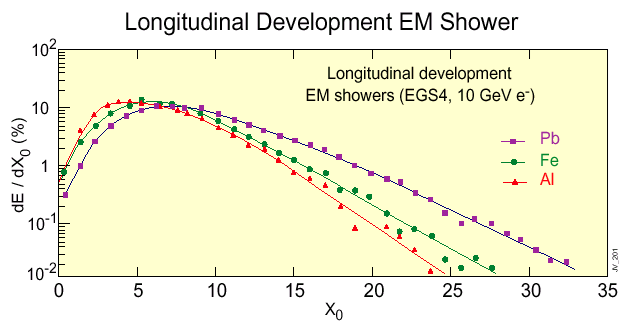 Longitudinal Development EM Shower
Longitudinal development
EM showers (EGS4, 10 GeV e⁻)
Pb
Fe
Al
dE / dX₀ (%)
10²
10
1
10⁻¹
10⁻²
0 5 10 15 20 25 30 35
X₀
JV_201